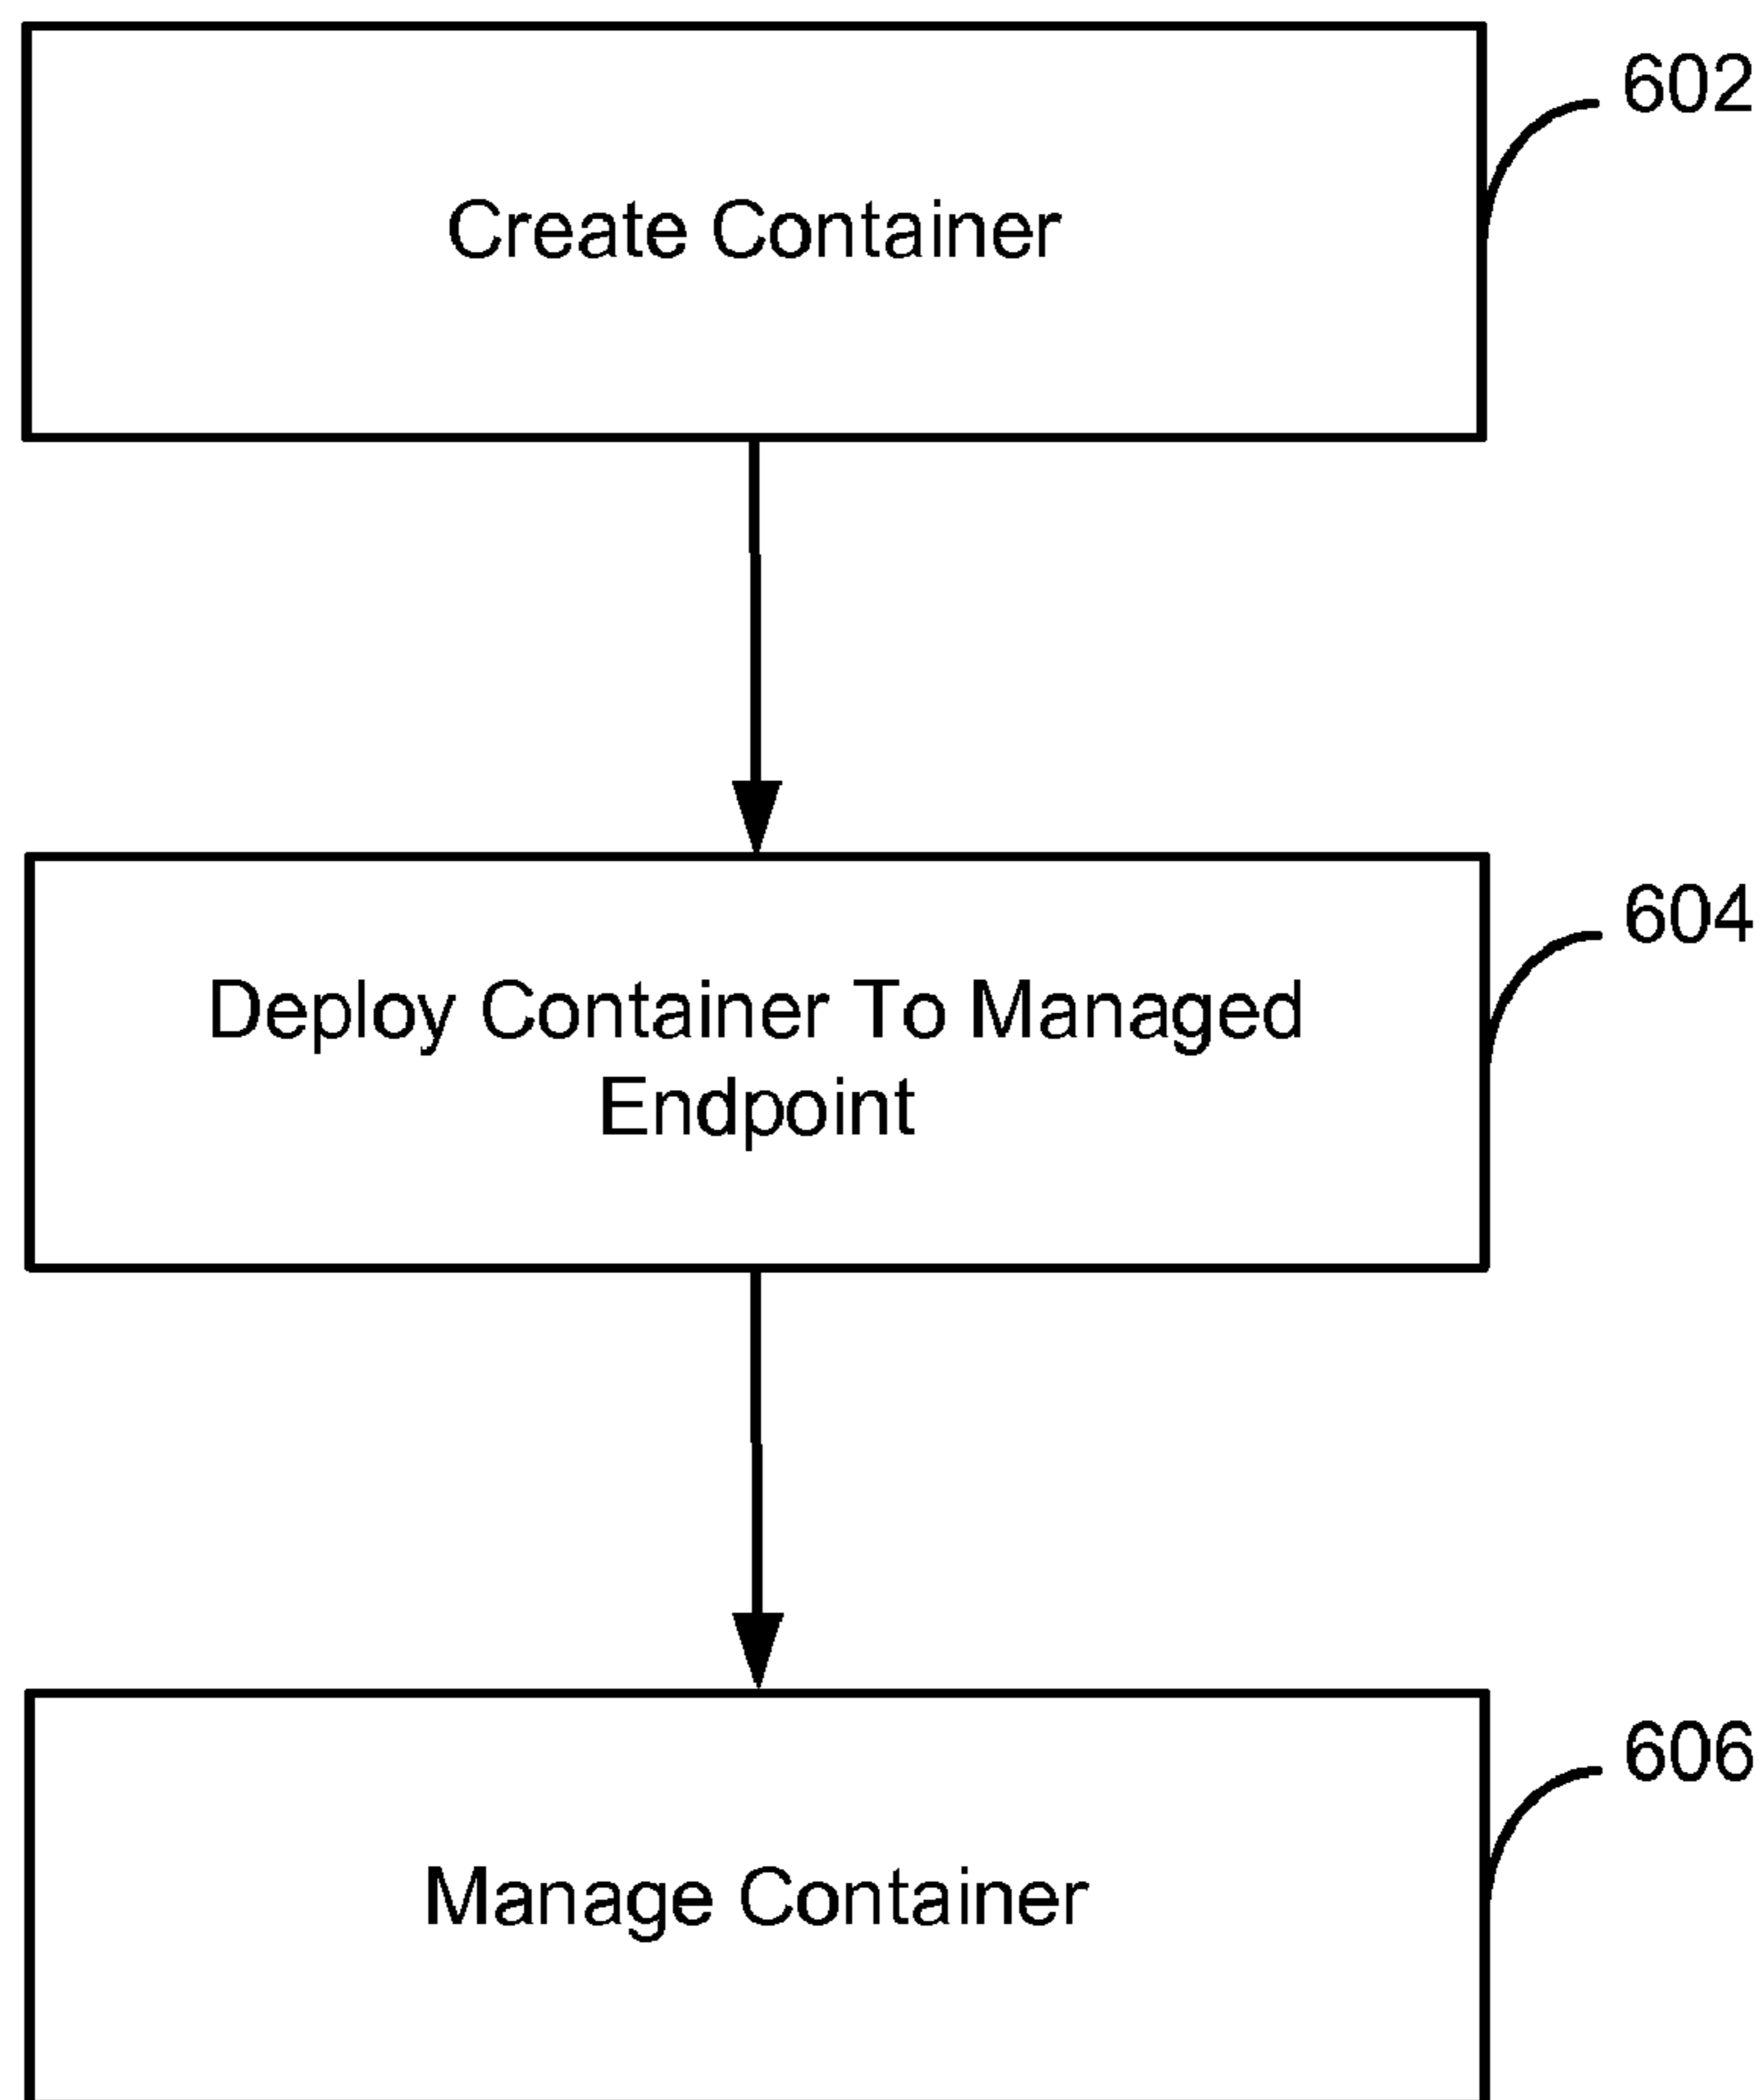 602
Create Container
604
Deploy Container To Managed
Endpoint
606
Manage Container